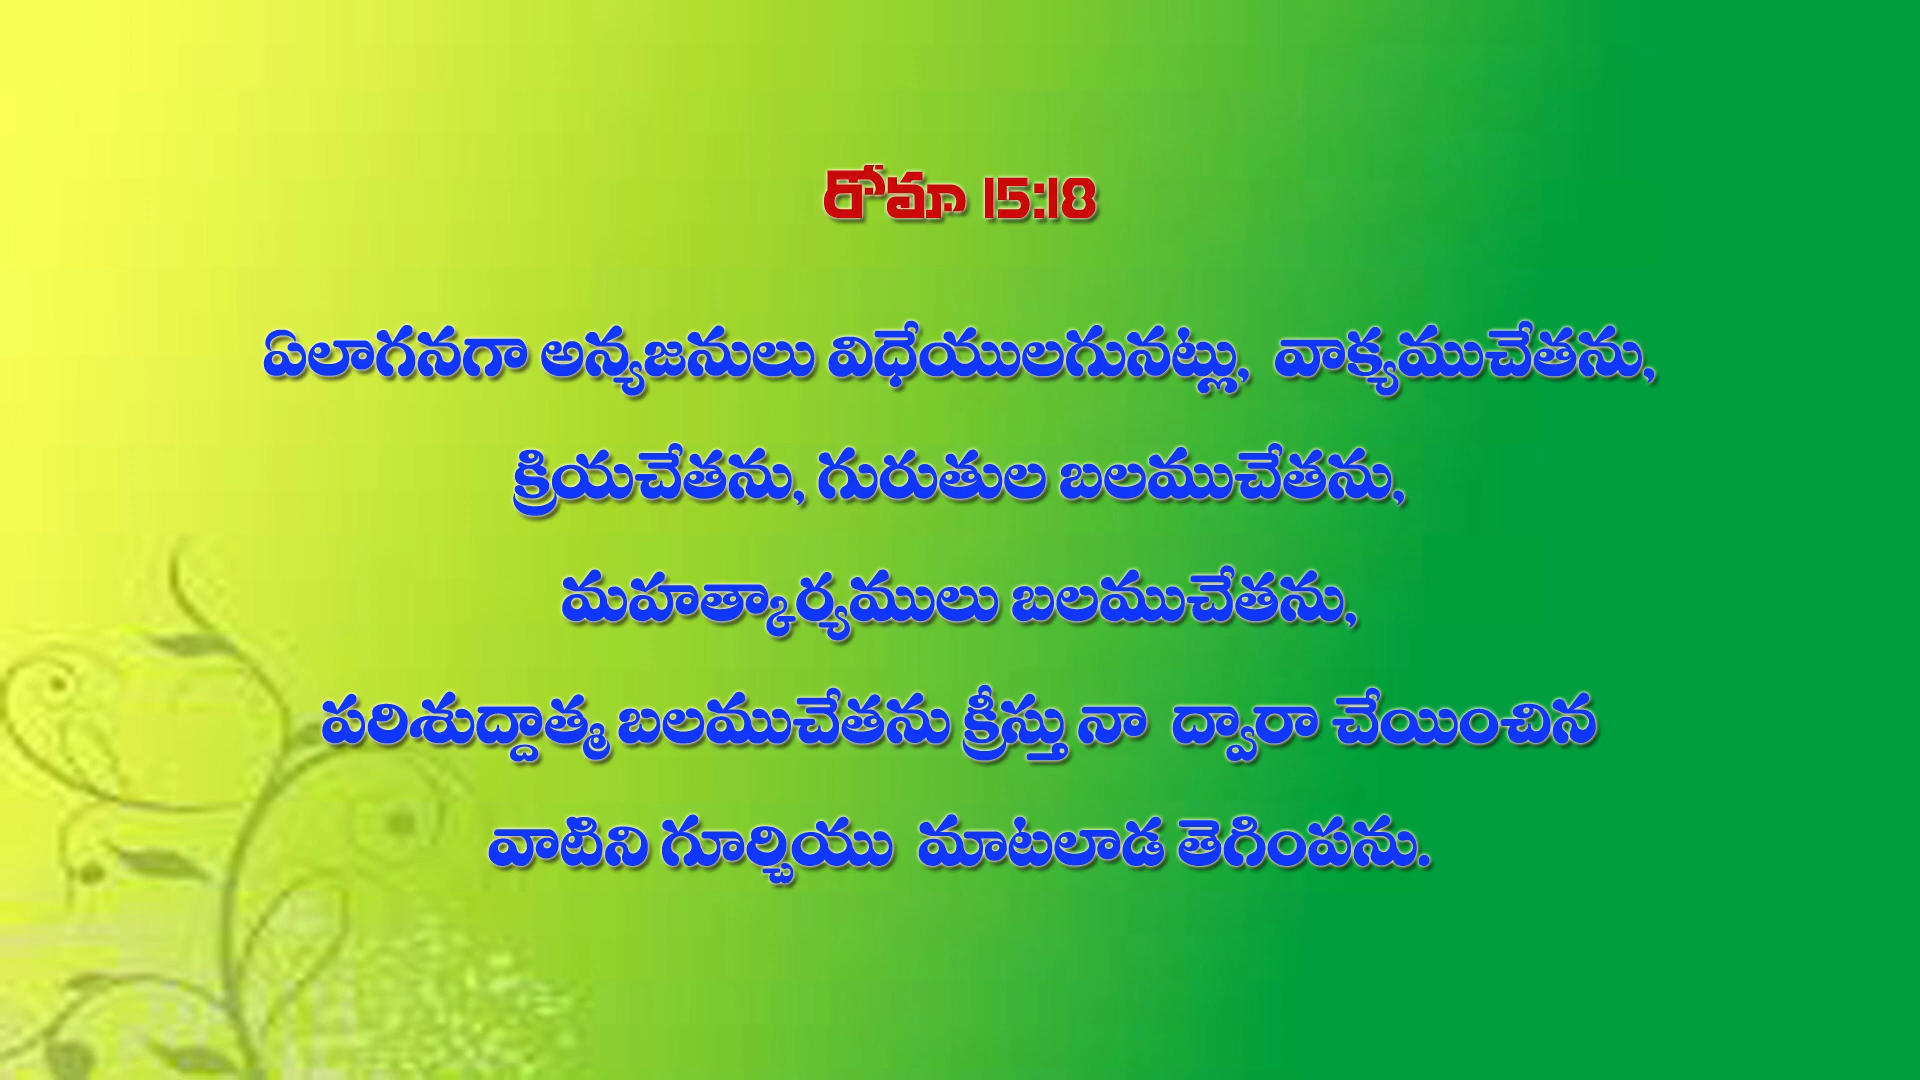 రోమా 15:18
ఏలాగనగా అన్యజనులు విధేయులగునట్లు, వాక్యముచేతను,
క్రియచేతను, గురుతుల బలముచేతను,
మహత్కార్యములు బలముచేతను,
పరిశుద్దాత్మ బలముచేతను క్రీస్తు నా ద్వారా చేయించిన
వాటిని గూర్చియు మాటలాడ తెగింపను.